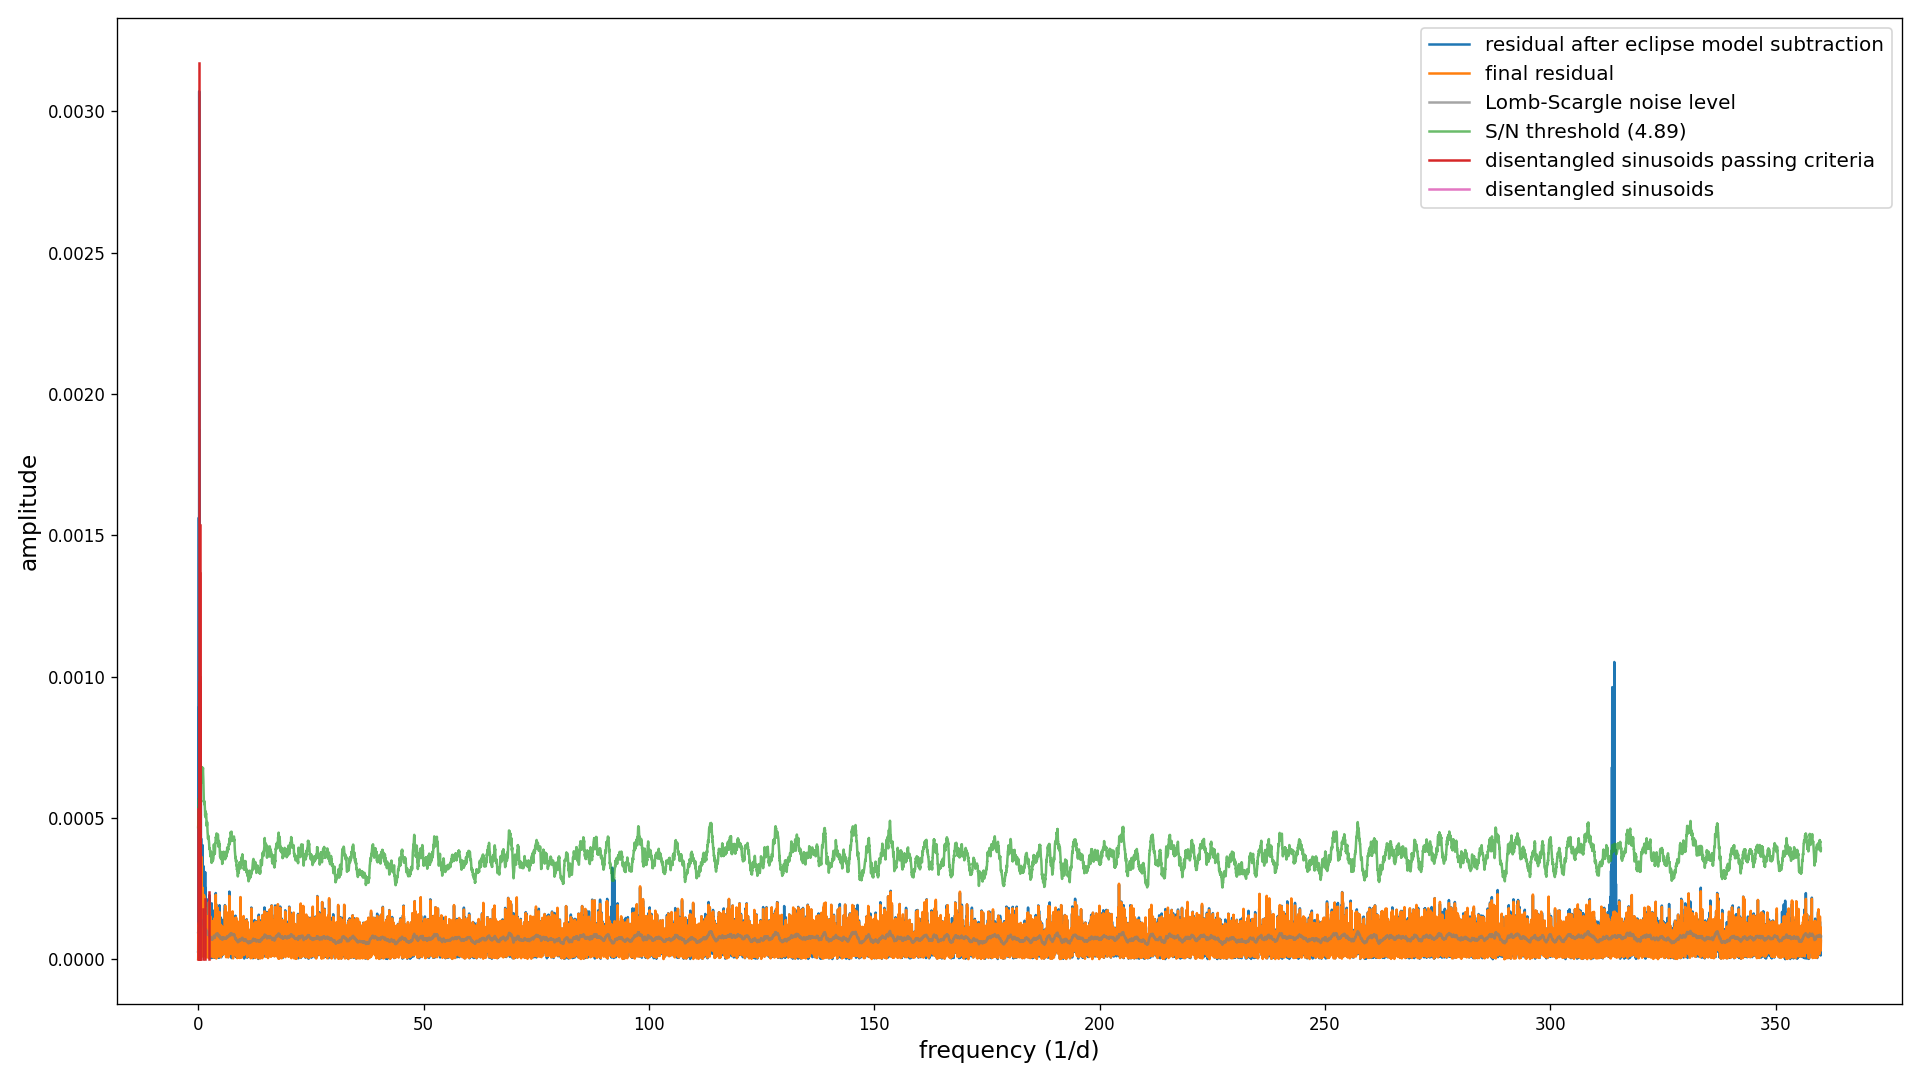 residual after eclipse model subtraction
final residual
Lomb-Scargle noise level
S/N threshold (4.89)
disentangled sinusoids passing criteria
disentangled sinusoids
amplitude
0.0030
0.0025
0.0020
0.0015
0.0010
0.0005
0.0000
0 50 100 150 200 250 300 350
frequency (1/d)